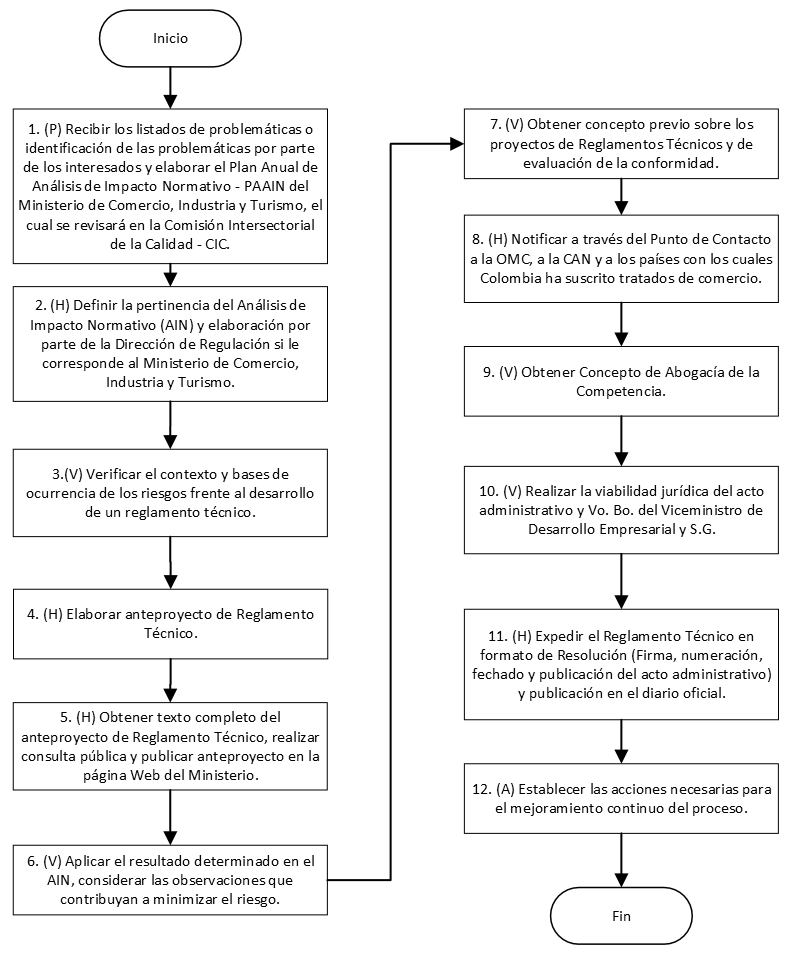 Inicio
1. (P) Recibir los listados de problemáticas o
identificación de las problemáticas por parte
de los interesados y elaborar el Plan Anual de
Análisis de Impacto Normativo - PAAIN del
Ministerio de Comercio, Industria y Turismo, el
cual se revisará en la Comisión Intersectorial
de la Calidad - CIC.
2. (H) Definir la pertinencia del Análisis de
Impacto Normativo (AIN) y elaboración por
parte de la Dirección de Regulación si le
corresponde al Ministerio de Comercio,
Industria y Turismo.
3.(V) Verificar el contexto y bases de
ocurrencia de los riesgos frente al desarrollo
de un reglamento técnico.
4. (H) Elaborar anteproyecto de Reglamento
Técnico.
5. (H) Obtener texto completo del
anteproyecto de Reglamento Técnico, realizar
consulta pública y publicar anteproyecto en la
página Web del Ministerio.
6. (V) Aplicar el resultado determinado en el
AIN, considerar las observaciones que
contribuyan a minimizar el riesgo.
7. (V) Obtener concepto previo sobre los
proyectos de Reglamentos Técnicos y de
evaluación de la conformidad.
8. (H) Notificar a través del Punto de Contacto
a la OMC, a la CAN y a los países con los cuales
Colombia ha suscrito tratados de comercio.
9. (V) Obtener Concepto de Abogacía de la
Competencia.
10. (V) Realizar la viabilidad jurídica del acto
administrativo y Vo. Bo. del Viceministro de
Desarrollo Empresarial y S.G.
11. (H) Expedir el Reglamento Técnico en
formato de Resolución (Firma, numeración,
fechado y publicación del acto administrativo)
y publicación en el diario oficial.
12. (A) Establecer las acciones necesarias para
el mejoramiento continuo del proceso.
Fin